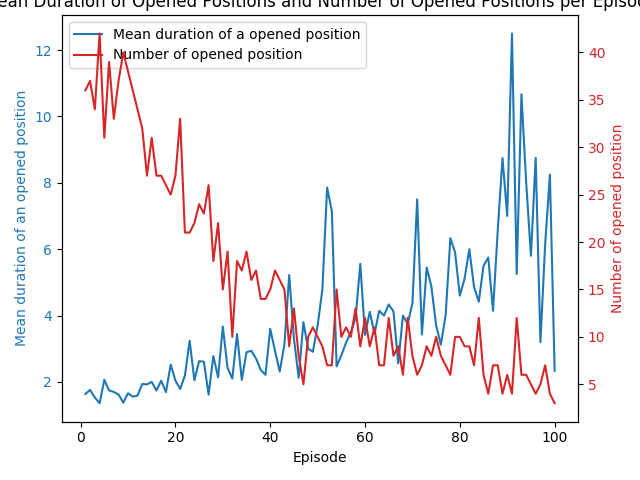 ean Duration of Opened Positions and Number of Opened Positions per Episod
Mean duration of a opened position
Number of opened position
12
10
8
6
4
2
Mean duration of an opened position
40
35
30
25
20
15
10
5
Number of opened position
0 20 40 60 80 100
Episode